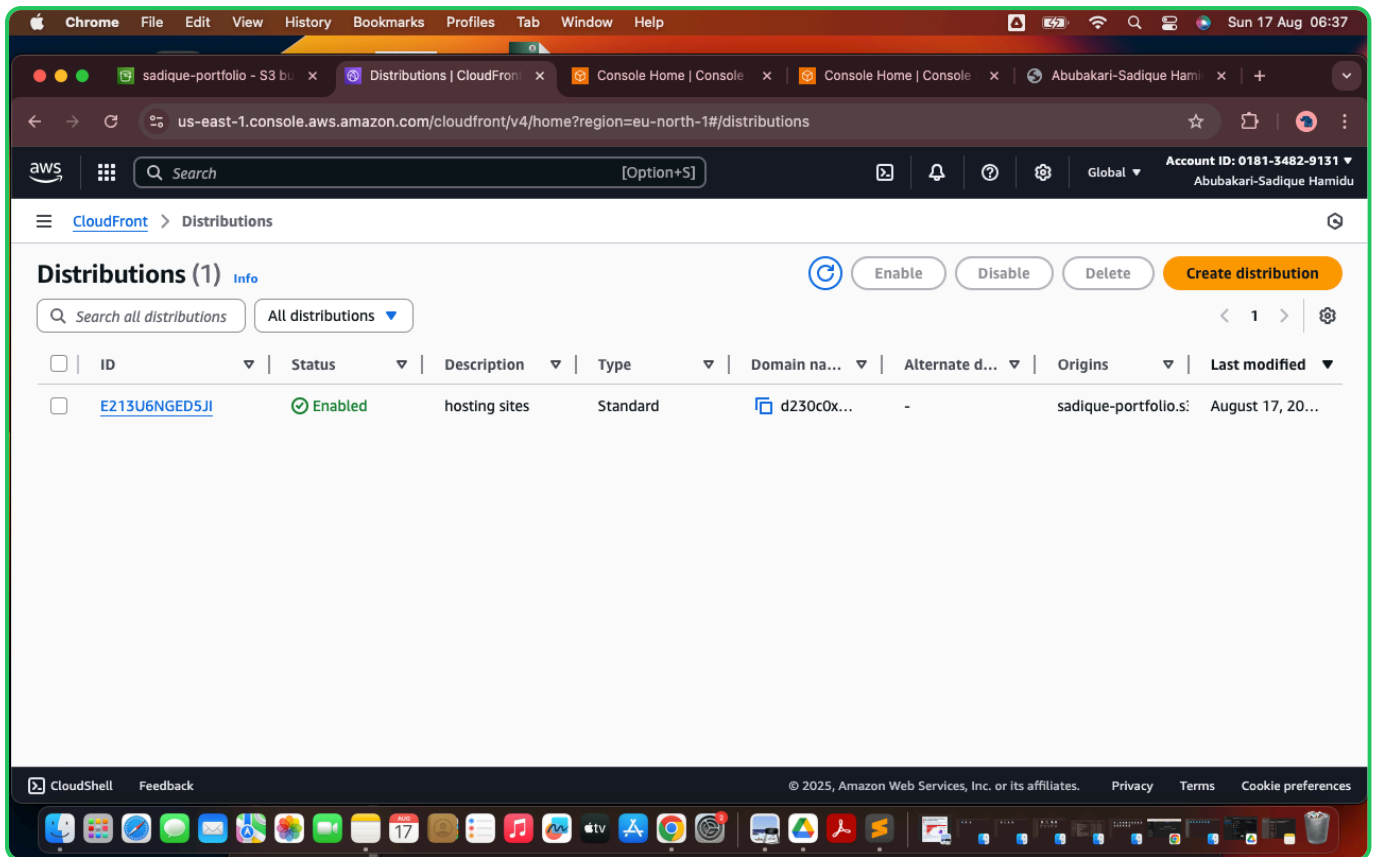 Chrome File Edit View History Bookmarks Profiles Tab Window Help Sun 17 Aug 06:37
sadique-portfolio - S3 bu Distributions | CloudFront Console Home | Console Console Home | Console Abubakari-Sadique Hami
us-east-1.console.aws.amazon.com/cloudfront/v4/home?region=eu-north-1#/distributions
aws Search [Option+S] Global Account ID: 0181-3482-9131
Abubakari-Sadique Hamidu
CloudFront Distributions
Distributions (1) Info Enable Disable Delete Create distribution
Search all distributions All distributions 1
ID Status Description Type Domain na... Alternate d... Origins Last modified
E213U6NGED5JI Enabled hosting sites Standard d230c0x... - sadique-portfolio.s3 August 17, 20...
CloudShell Feedback © 2025, Amazon Web Services, Inc. or its affiliates. Privacy Terms Cookie preferences
AUG
17
tv
2